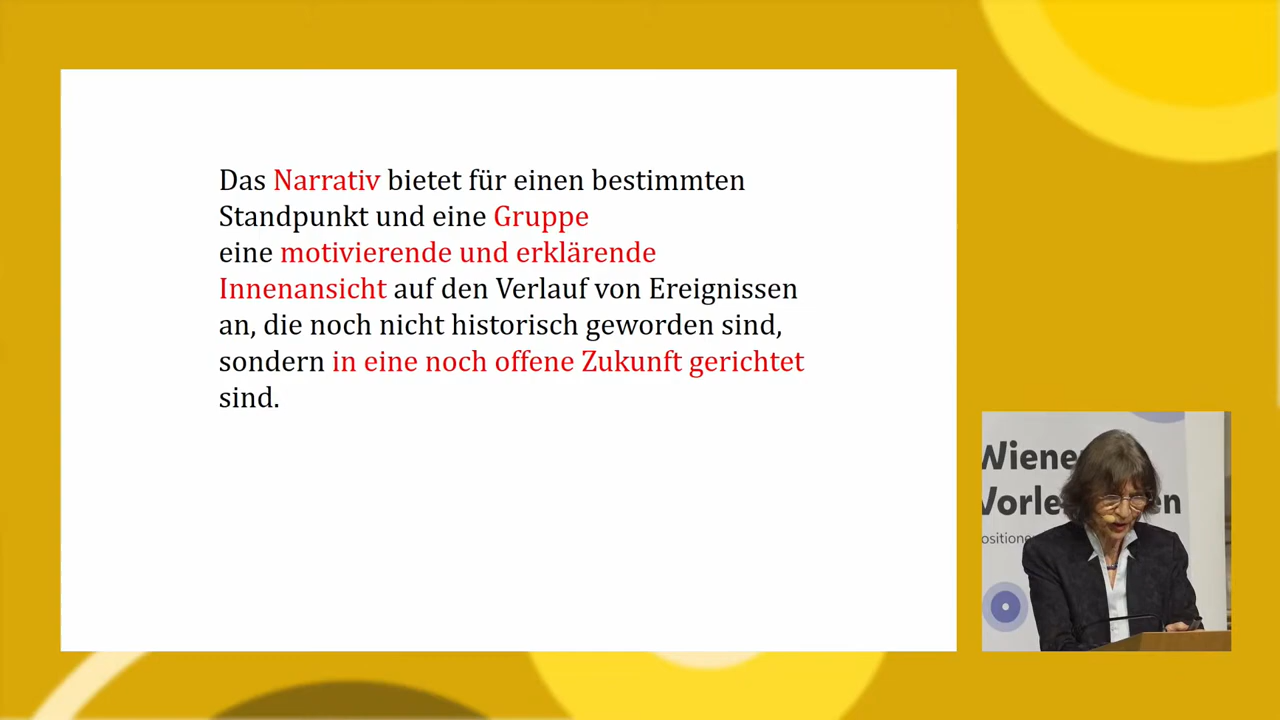 Das Narrativ bietet für einen bestimmten
Standpunkt und eine Gruppe
eine motivierende und erklärende
Innenansicht auf den Verlauf von Ereignissen
an, die noch nicht historisch geworden sind,
sondern in eine noch offene Zukunft gerichtet
sind.